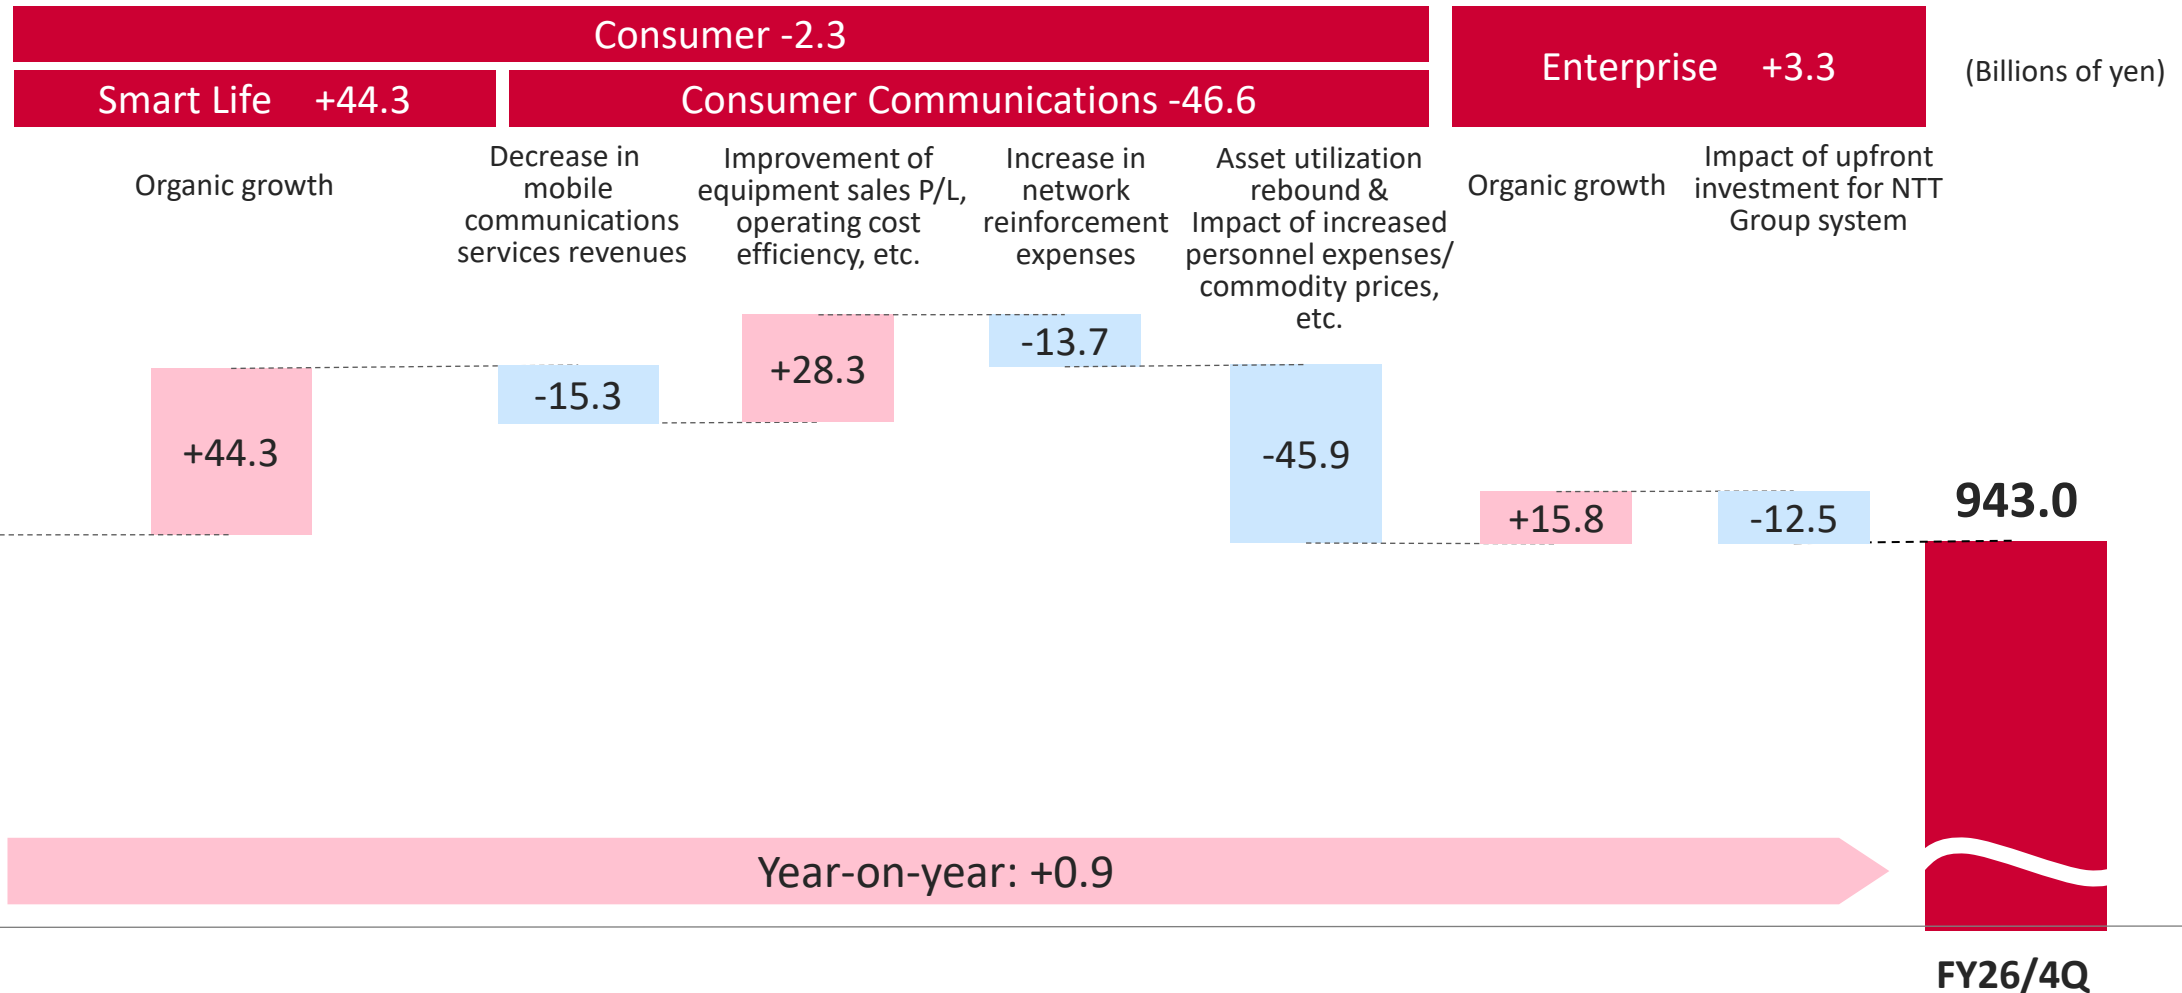 Consumer -2.3
Smart Life +44.3
Consumer Communications -46.6
Enterprise +3.3
(Billions of yen)
Organic growth
Decrease in
mobile
communications
services revenues
Improvement of
equipment sales P/L,
operating cost
efficiency, etc.
Increase in
network
reinforcement
expenses
Asset utilization
rebound &
Impact of increased
personnel expenses/
commodity prices,
etc.
Organic growth
Impact of upfront
investment for NTT
Group system
+44.3
-15.3
+28.3
-13.7
-45.9
+15.8
-12.5
943.0
Year-on-year: +0.9
FY26/4Q